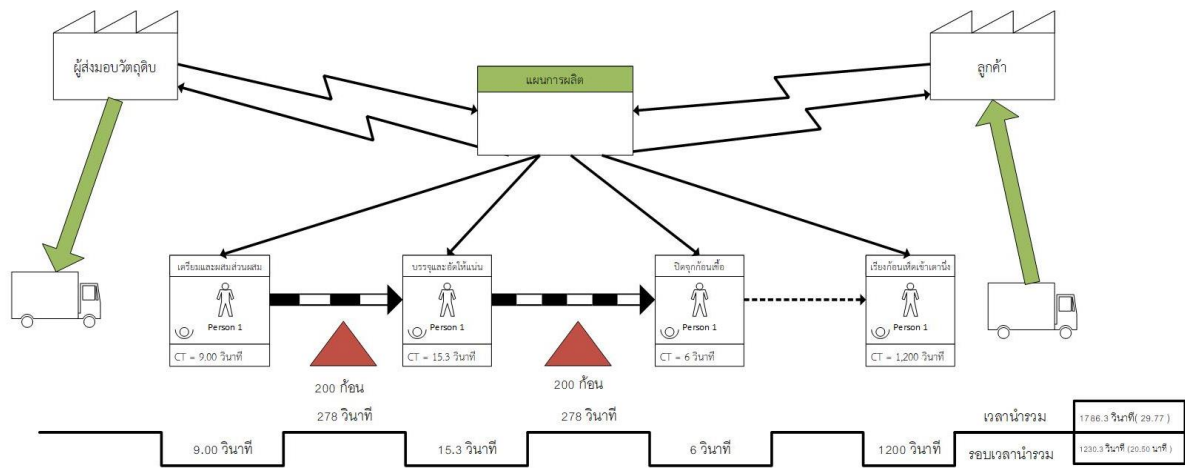 ผู้ส่งมอบวัตถุดิบ
แผนการผลิต
ลูกค้า
เตรียมและผสมส่วนผสม
บรรจุและอัดให้แน่น
ปิดจุกก้อนเชื้อ
เรียงก้อนเห็ดเข้าเตานึ่ง
Person 1
Person 1
Person 1
Person 1
CT = 9.00 วินาที
CT = 15.3 วินาที
CT = 6 วินาที
CT = 1,200 วินาที
200 ก้อน
200 ก้อน
278 วินาที
278 วินาที
เวลานำรวม
1786.3 วินาที( 29.77 )
9.00 วินาที
15.3 วินาที
6 วินาที
1200 วินาที
รอบเวลานำรวม
1230.3 วินาที (20.50 นาที )